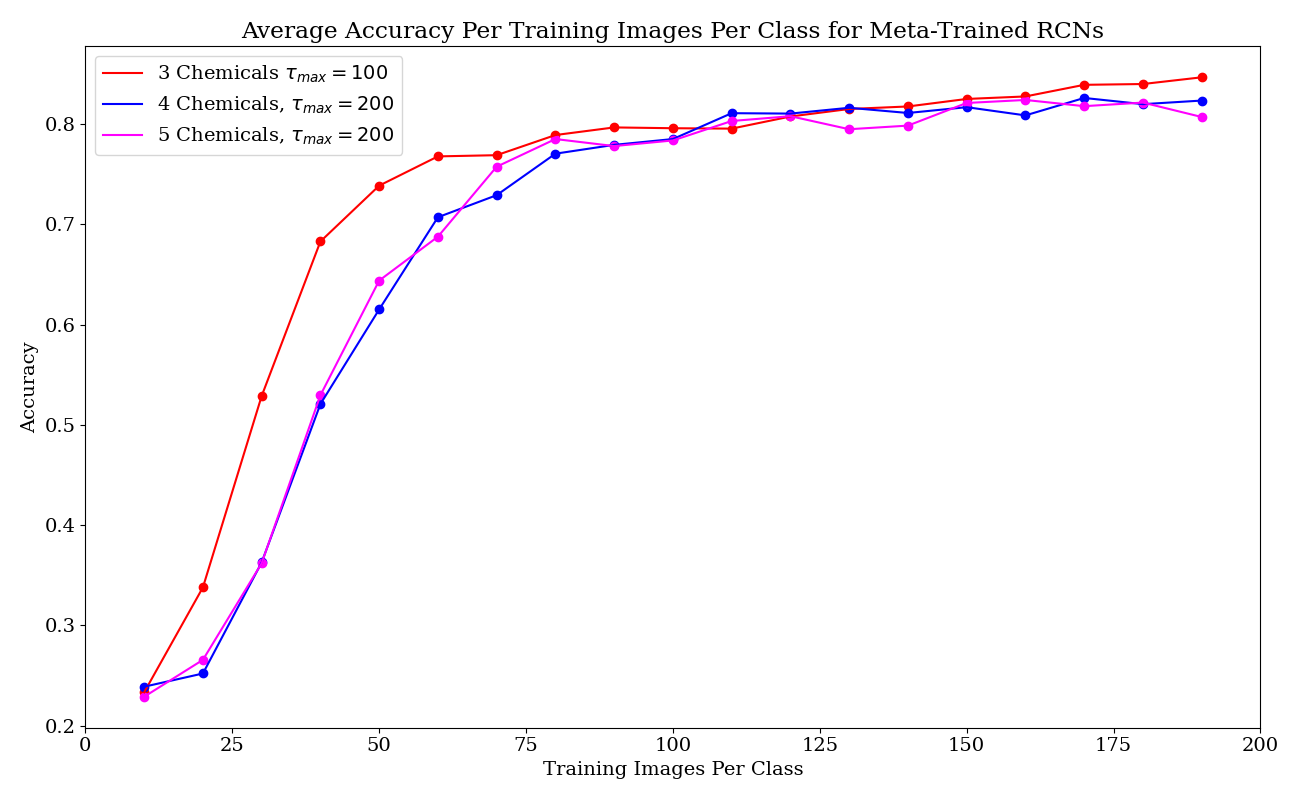 Average Accuracy Per Training Images Per Class for Meta-Trained RCNs
3 Chemicals τmax = 100
4 Chemicals, τmax = 200
5 Chemicals, τmax = 200
0.8
0.7
0.6
0.5
0.4
0.3
0.2
Accuracy
0 25 50 75 100 125 150 175 200
Training Images Per Class